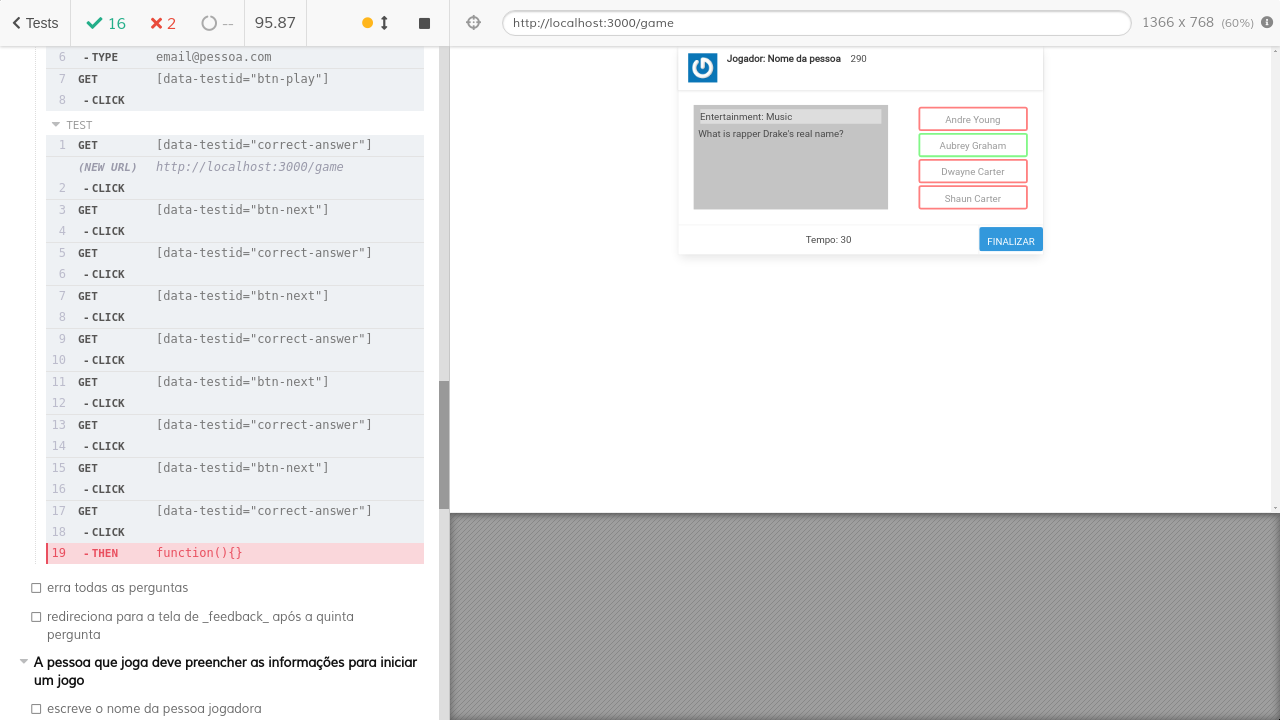 Tests
16
2
--
95.87
6 - TYPE email@pessoa.com
7 GET [data-testid="btn-play"]
8 - CLICK
TEST
1 GET [data-testid="correct-answer"]
(NEW URL) http://localhost:3000/game
2 - CLICK
3 GET [data-testid="btn-next"]
4 - CLICK
5 GET [data-testid="correct-answer"]
6 - CLICK
7 GET [data-testid="btn-next"]
8 - CLICK
9 GET [data-testid="correct-answer"]
10 - CLICK
11 GET [data-testid="btn-next"]
12 - CLICK
13 GET [data-testid="correct-answer"]
14 - CLICK
15 GET [data-testid="btn-next"]
16 - CLICK
17 GET [data-testid="correct-answer"]
18 - CLICK
19 - THEN function(){}
erra todas as perguntas
redireciona para a tela de _feedback_ após a quinta
pergunta
A pessoa que joga deve preencher as informações para iniciar
um jogo
escreve o nome da pessoa jogadora
http://localhost:3000/game
1366 x 768 (60%)
Jogador: Nome da pessoa 290
Entertainment: Music
What is rapper Drake's real name?
Andre Young
Aubrey Graham
Dwayne Carter
Shaun Carter
Tempo: 30
FINALIZAR